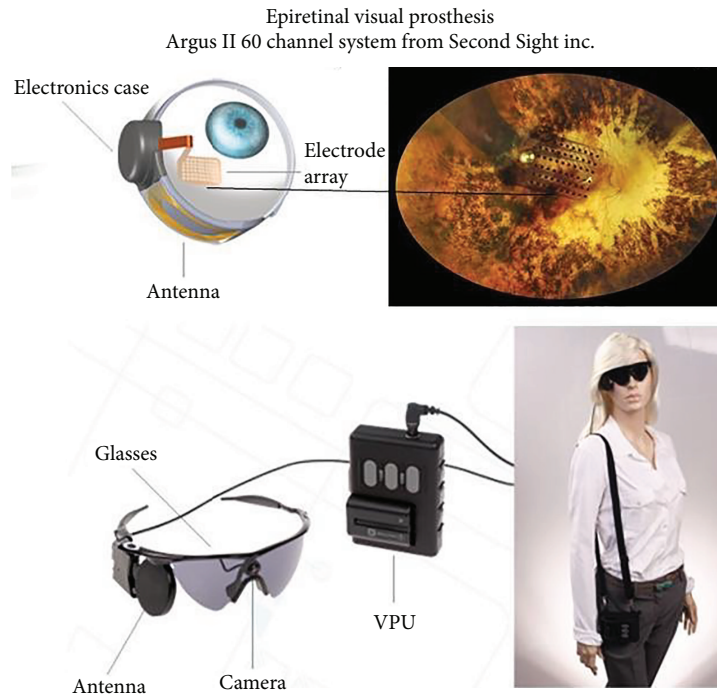 Epiretinal visual prosthesis
Argus II 60 channel system from Second Sight inc.
Electronics case
Electrode
array
Antenna
Glasses
VPU
Antenna
Camera